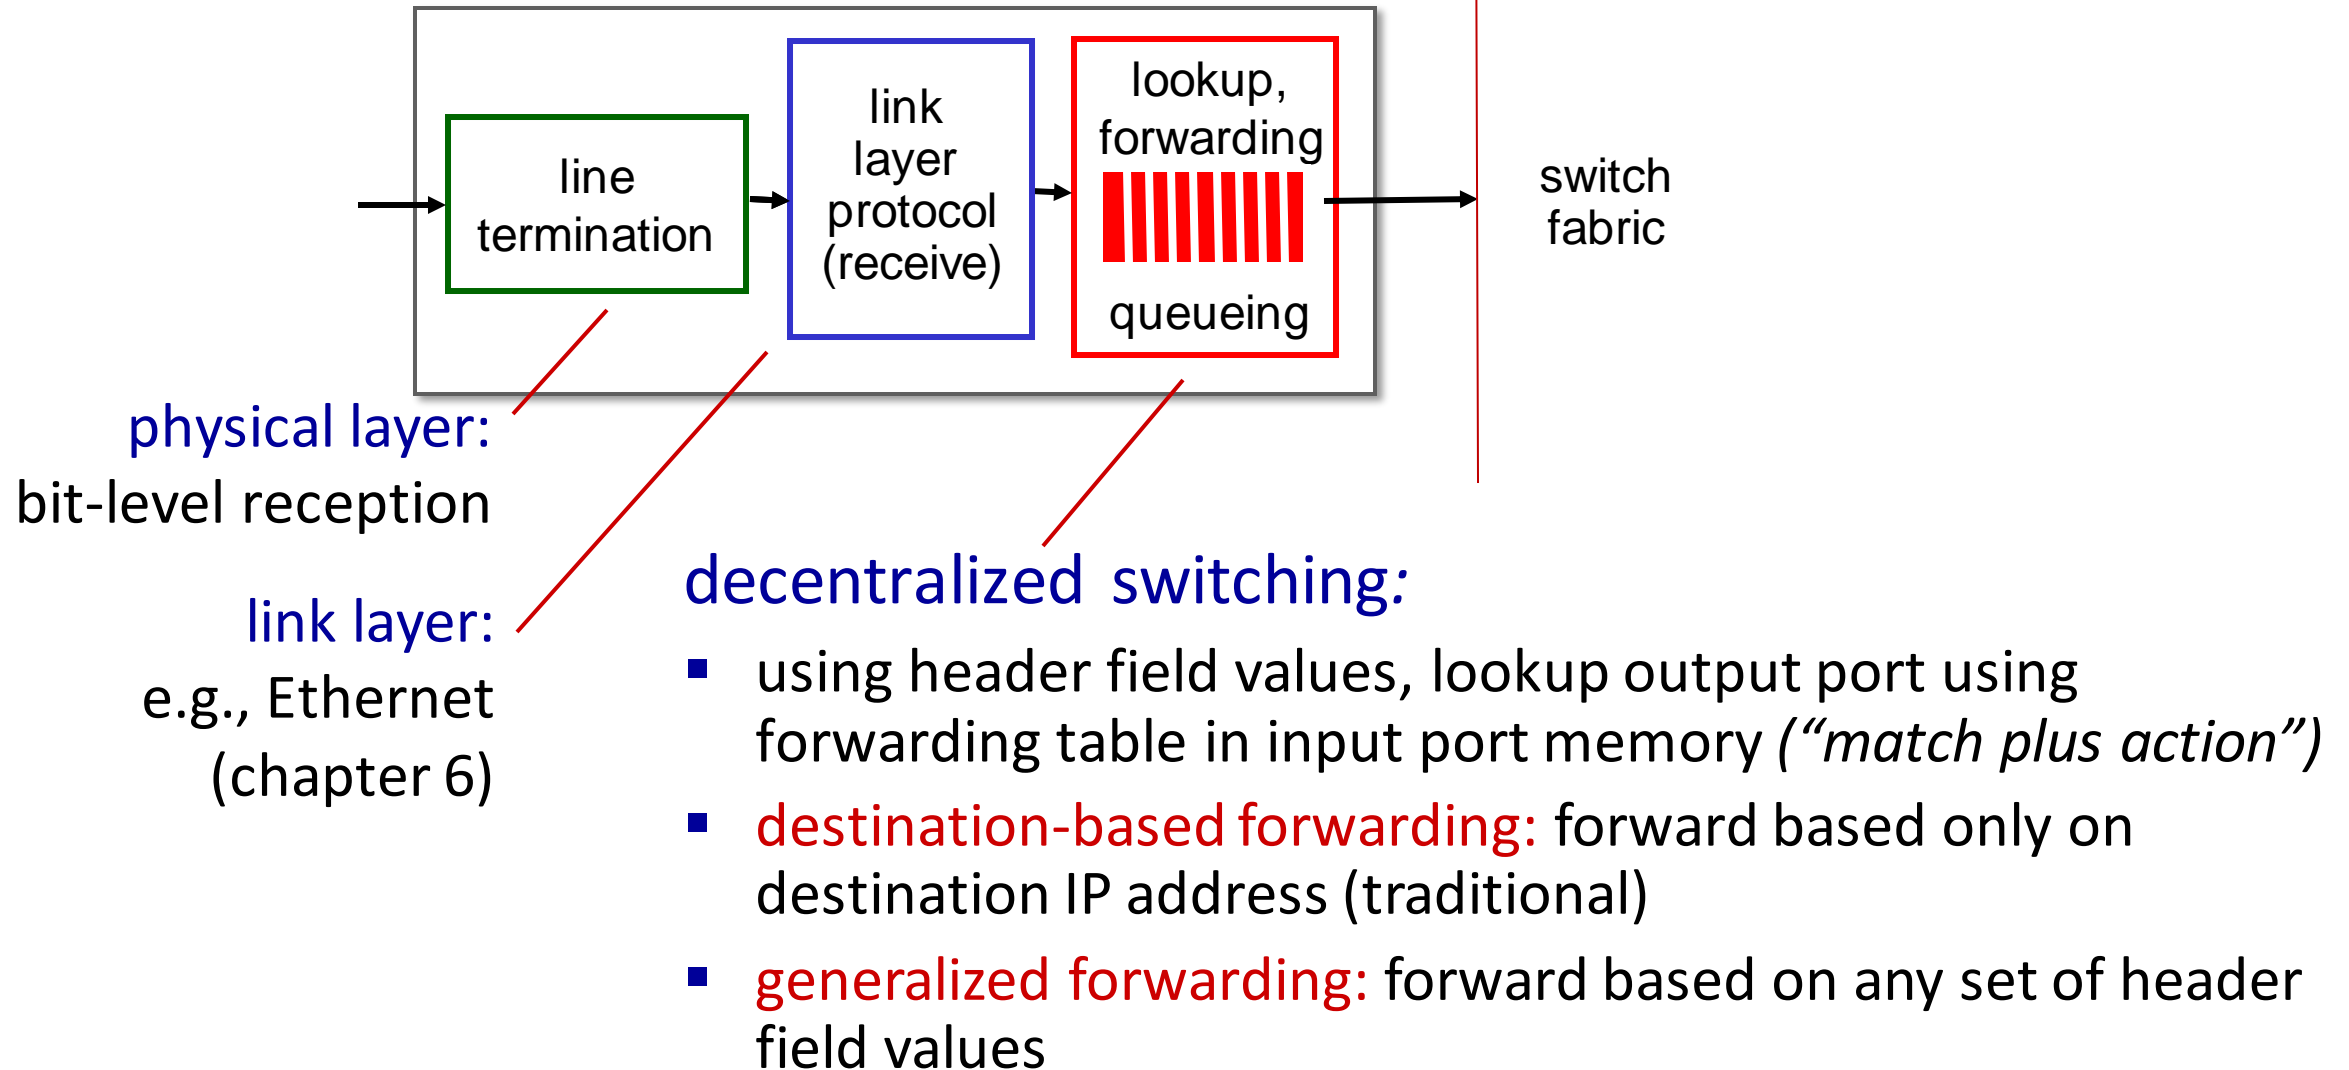 line
termination
link
layer
protocol
(receive)
lookup,
forwarding
queueing
switch
fabric
physical layer:
bit-level reception
link layer:
e.g., Ethernet
(chapter 6)
decentralized switching:
using header field values, lookup output port using
forwarding table in input port memory (“match plus action”)
destination-based forwarding: forward based only on
destination IP address (traditional)
generalized forwarding: forward based on any set of header
field values